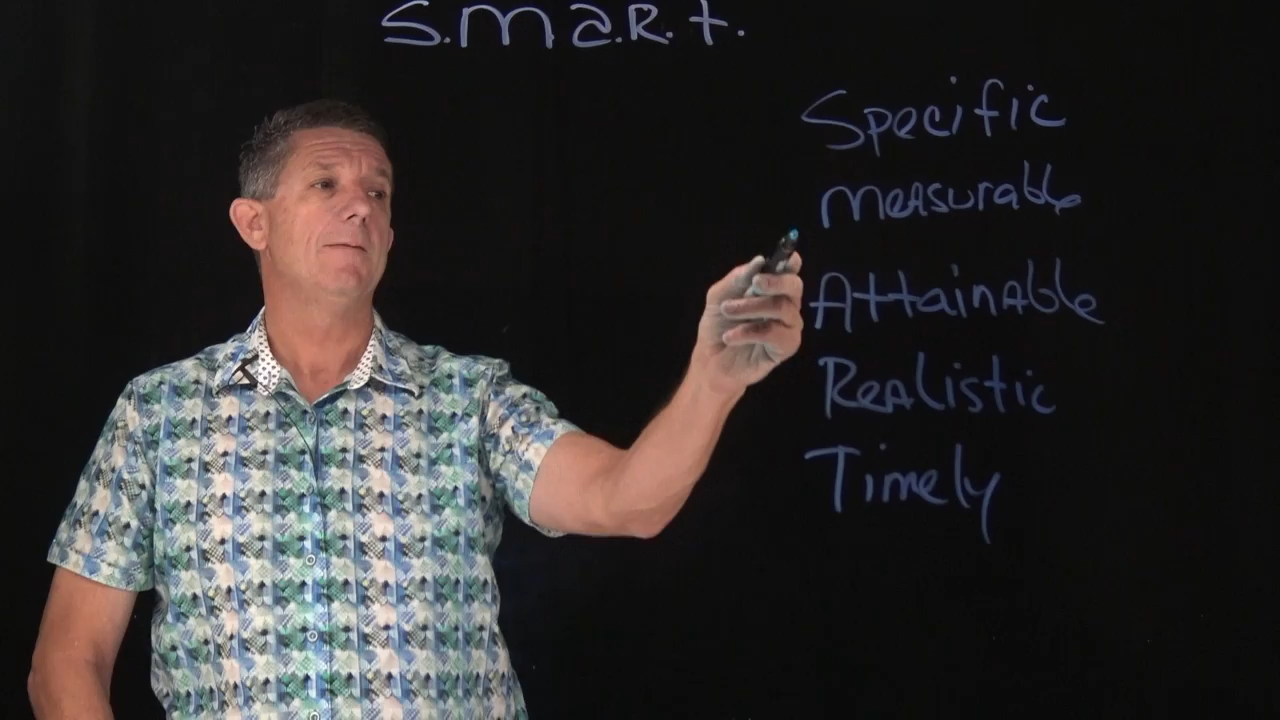 S.M.A.R.T.
Specific
Measurable
Attainable
Realistic
Timely